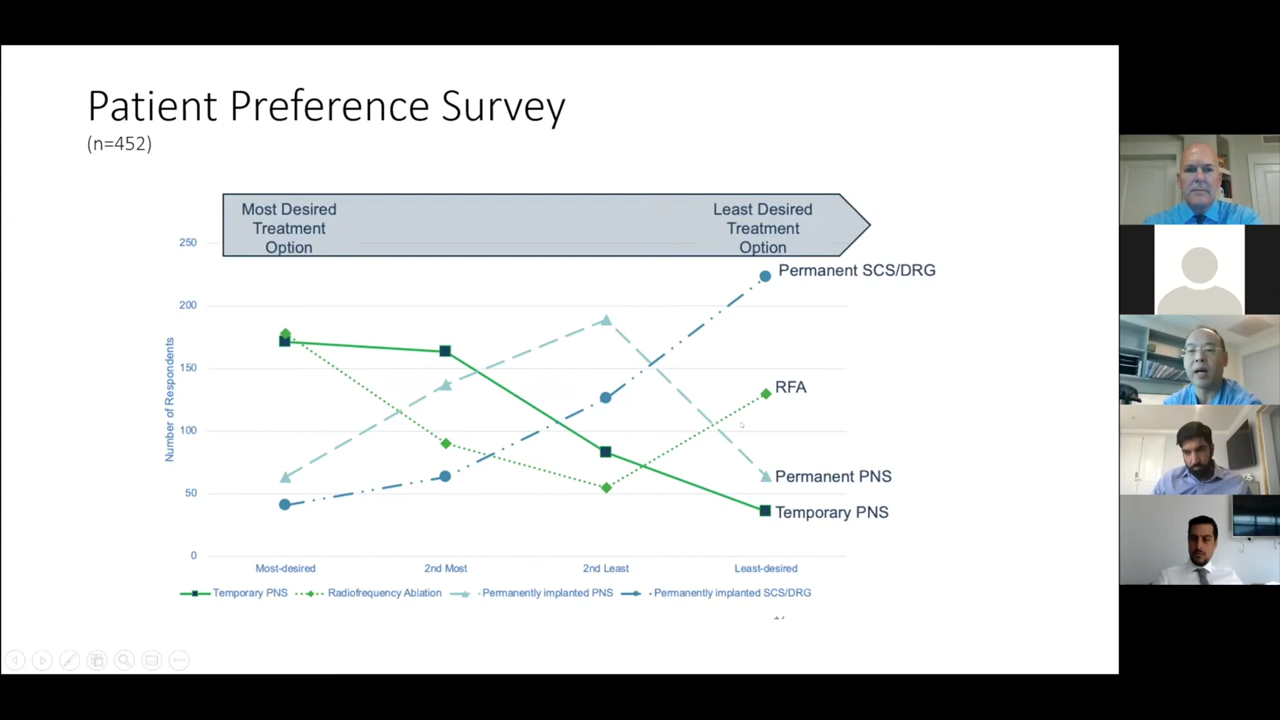 Patient Preference Survey
(n=452)
Most Desired
Treatment
Option
Least Desired
Treatment
Option
250
200
150
100
50
0
Number of Respondents
Permanent SCS/DRG
RFA
Permanent PNS
Temporary PNS
Most-desired
2nd Most
2nd Least
Least-desired
Temporary PNS
Radiofrequency Ablation
Permanently implanted PNS
Permanently implanted SCS/DRG